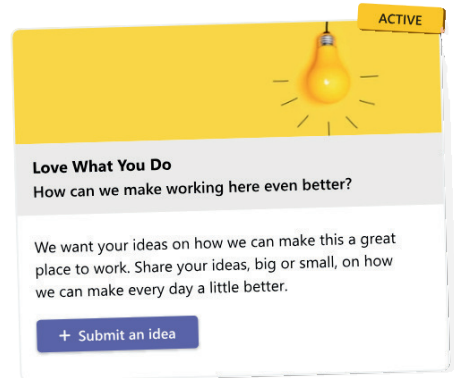 ACTIVE
Love What You Do
How can we make working here even better?
We want your ideas on how we can make this a great
place to work. Share your ideas, big or small, on how
we can make every day a little better.
+ Submit an idea